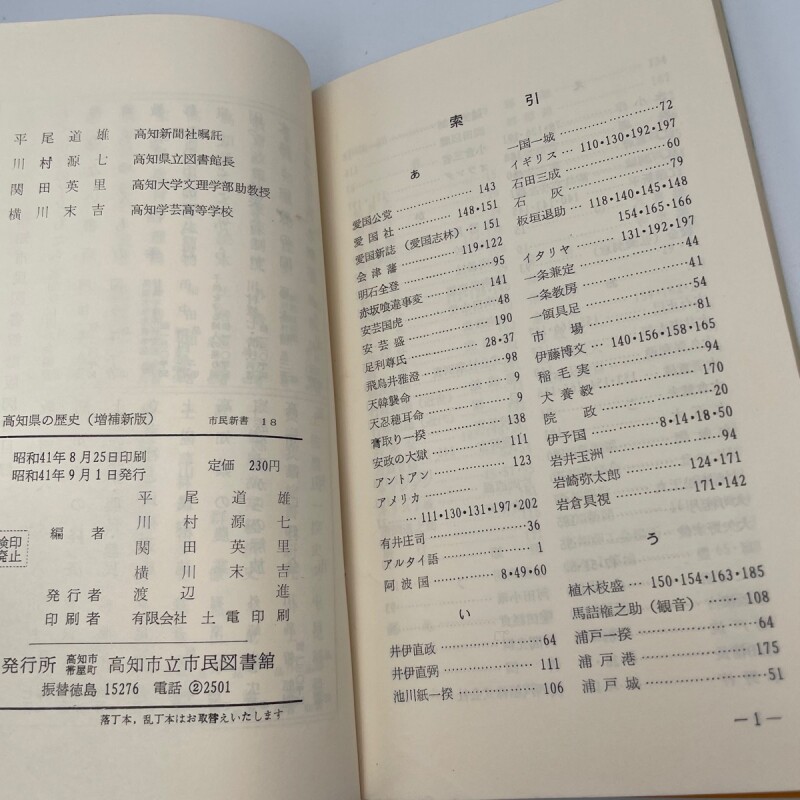 平尾道雄 高知新聞社嘱託
川村源七 高知県立図書館長
関田英里 高知大学文理学部助教授
横川末吉 高知学芸高等学校
高知県の歴史（増補新版） 市民新書 18
昭和41年8月25日印刷
昭和41年9月1日発行
定価 230円
編者
平尾道雄
川村源七
関田英里
横川末吉
検印
廃止
発行者 渡辺進
印刷者 有限会社 土電印刷
発行所 高知市帯屋町 高知市立市民図書館
振替徳島 15276 電話 ②2501
落丁本，乱丁本はお取替えいたします
索引
あ
愛国公党 …… 143
愛国社 …… 148・151
愛国新誌（愛国志林） … 151
会津藩 …… 119・122
明石全登 …… 95
赤坂喰違事変 …… 141
安芸国虎 …… 48
安芸盛 …… 190
足利尊氏 …… 28・37
飛鳥井雅澄 …… 98
天韓襲命 …… 9
天忍穂耳命 …… 9
膏取り一揆 …… 138
安政の大獄 …… 111
アントアン …… 123
アメリカ ……
… 111・130・131・197・202
有井庄司 …… 36
アルタイ語 …… 1
阿波国 …… 8・49・60
い
井伊直政 …… 64
井伊直弼 …… 111
池川紙一揆 …… 106
一国一城 …… 72
イギリス … 110・130・192・197
石田三成 …… 60
石灰 …… 79
板垣退助 … 118・140・145・148
154・165・166
イタリヤ …… 131・192・197
一条兼定 …… 44
一条教房 …… 41
一領具足 …… 54
市場 …… 81
伊藤博文 … 140・156・158・165
稲毛実 …… 94
犬養毅 …… 170
院政 …… 20
伊予国 …… 8・14・18・50
岩井玉洲 …… 94
岩崎弥太郎 …… 124・171
岩倉具視 …… 171・142
う
植木枝盛 … 150・154・163・185
馬詰権之助（観音） …… 108
浦戸一揆 …… 64
浦戸港 …… 175
浦戸城 …… 51
―1―